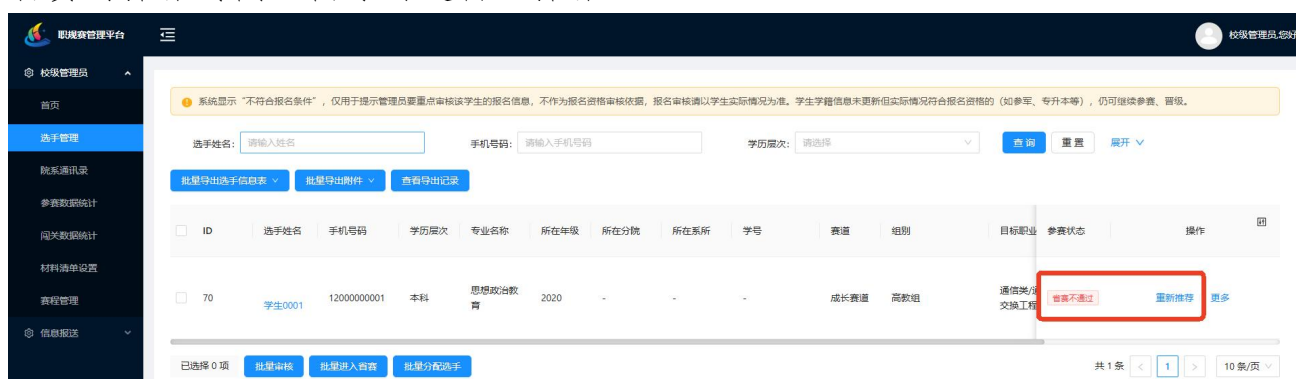 职规赛管理平台
校级管理员,您好
校级管理员
首页
选手管理
院系通讯录
参赛数据统计
闯关数据统计
材料清单设置
赛程管理
信息报送
系统显示“不符合报名条件”，仅用于提示管理员要重点审核该学生的报名信息，不作为报名资格审核依据，报名审核请以学生实际情况为准。学生学籍信息未更新但实际情况符合报名资格的（如参军、专升本等），仍可继续参赛、晋级。
选手姓名: 请输入姓名 手机号码: 请输入手机号码 学历层次: 请选择 查 询 重 置 展开
批量导出选手信息表 批量导出附件 查看导出记录
ID 选手姓名 手机号码 学历层次 专业名称 所在年级 所在分院 所在系所 学号 赛道 组别 目标职业 参赛状态 操作
70 学生0001 12000000001 本科 思想政治教育 2020 - - - 成长赛道 高教组 通信类/ 交换工程 省赛不通过 重新推荐 更多
已选择 0 项 批量审核 批量进入省赛 批量分配选手 共 1 条 < 1 > 10 条/页